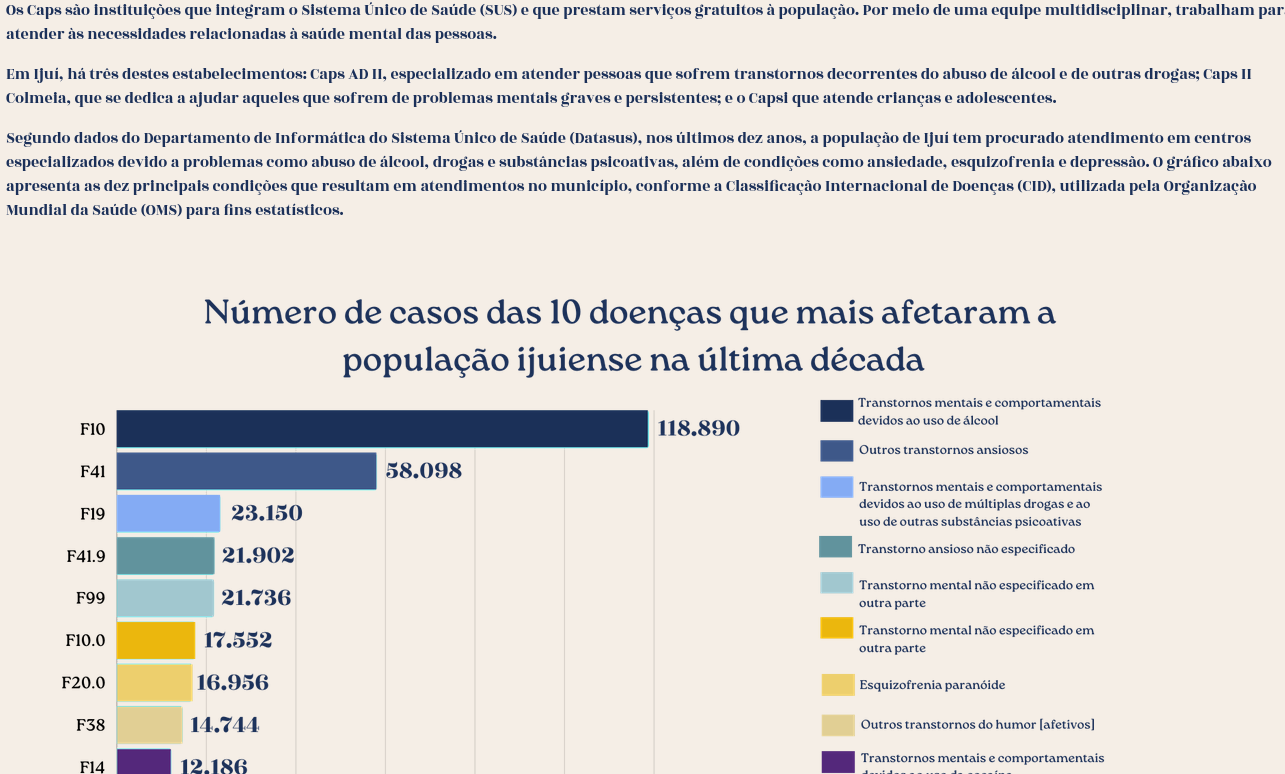 Os Caps são instituições que integram o Sistema Único de Saúde (SUS) e que prestam serviços gratuitos à população. Por meio de uma equipe multidisciplinar, trabalham par
atender às necessidades relacionadas à saúde mental das pessoas.
Em Ijuí, há três destes estabelecimentos: Caps AD II, especializado em atender pessoas que sofrem transtornos decorrentes do abuso de álcool e de outras drogas; Caps II
Colmeia, que se dedica a ajudar aqueles que sofrem de problemas mentais graves e persistentes; e o Capsi que atende crianças e adolescentes.
Segundo dados do Departamento de Informática do Sistema Único de Saúde (Datasus), nos últimos dez anos, a população de Ijuí tem procurado atendimento em centros
especializados devido a problemas como abuso de álcool, drogas e substâncias psicoativas, além de condições como ansiedade, esquizofrenia e depressão. O gráfico abaixo
apresenta as dez principais condições que resultam em atendimentos no município, conforme a Classificação Internacional de Doenças (CID), utilizada pela Organização
Mundial da Saúde (OMS) para fins estatísticos.
Número de casos das 10 doenças que mais afetaram a
população ijuiense na última década
F10 118.890
F41 58.098
F19 23.150
F41.9 21.902
F99 21.736
F10.0 17.552
F20.0 16.956
F38 14.744
F14 12.186
Transtornos mentais e comportamentais
devidos ao uso de álcool
Outros transtornos ansiosos
Transtornos mentais e comportamentais
devidos ao uso de múltiplas drogas e ao
uso de outras substâncias psicoativas
Transtorno ansioso não especificado
Transtorno mental não especificado em
outra parte
Transtorno mental não especificado em
outra parte
Esquizofrenia paranóide
Outros transtornos do humor [afetivos]
Transtornos mentais e comportamentais
devidos ao uso de cocaína